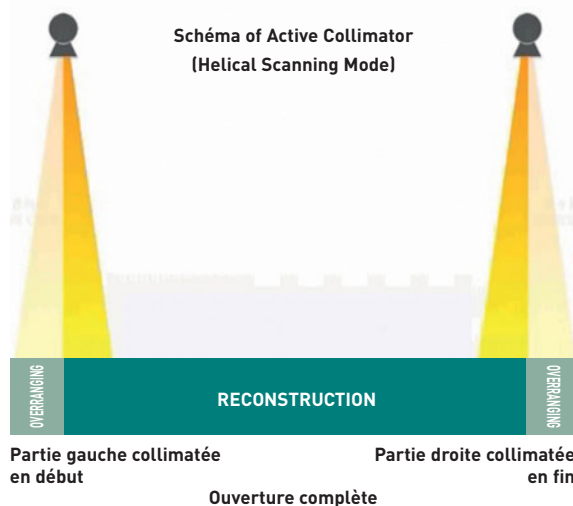 Schéma of Active Collimator
(Helical Scanning Mode)
OVERRANGING
RECONSTRUCTION
OVERRANGING
Partie gauche collimatée
en début
Partie droite collimatée
en fin
Ouverture complète